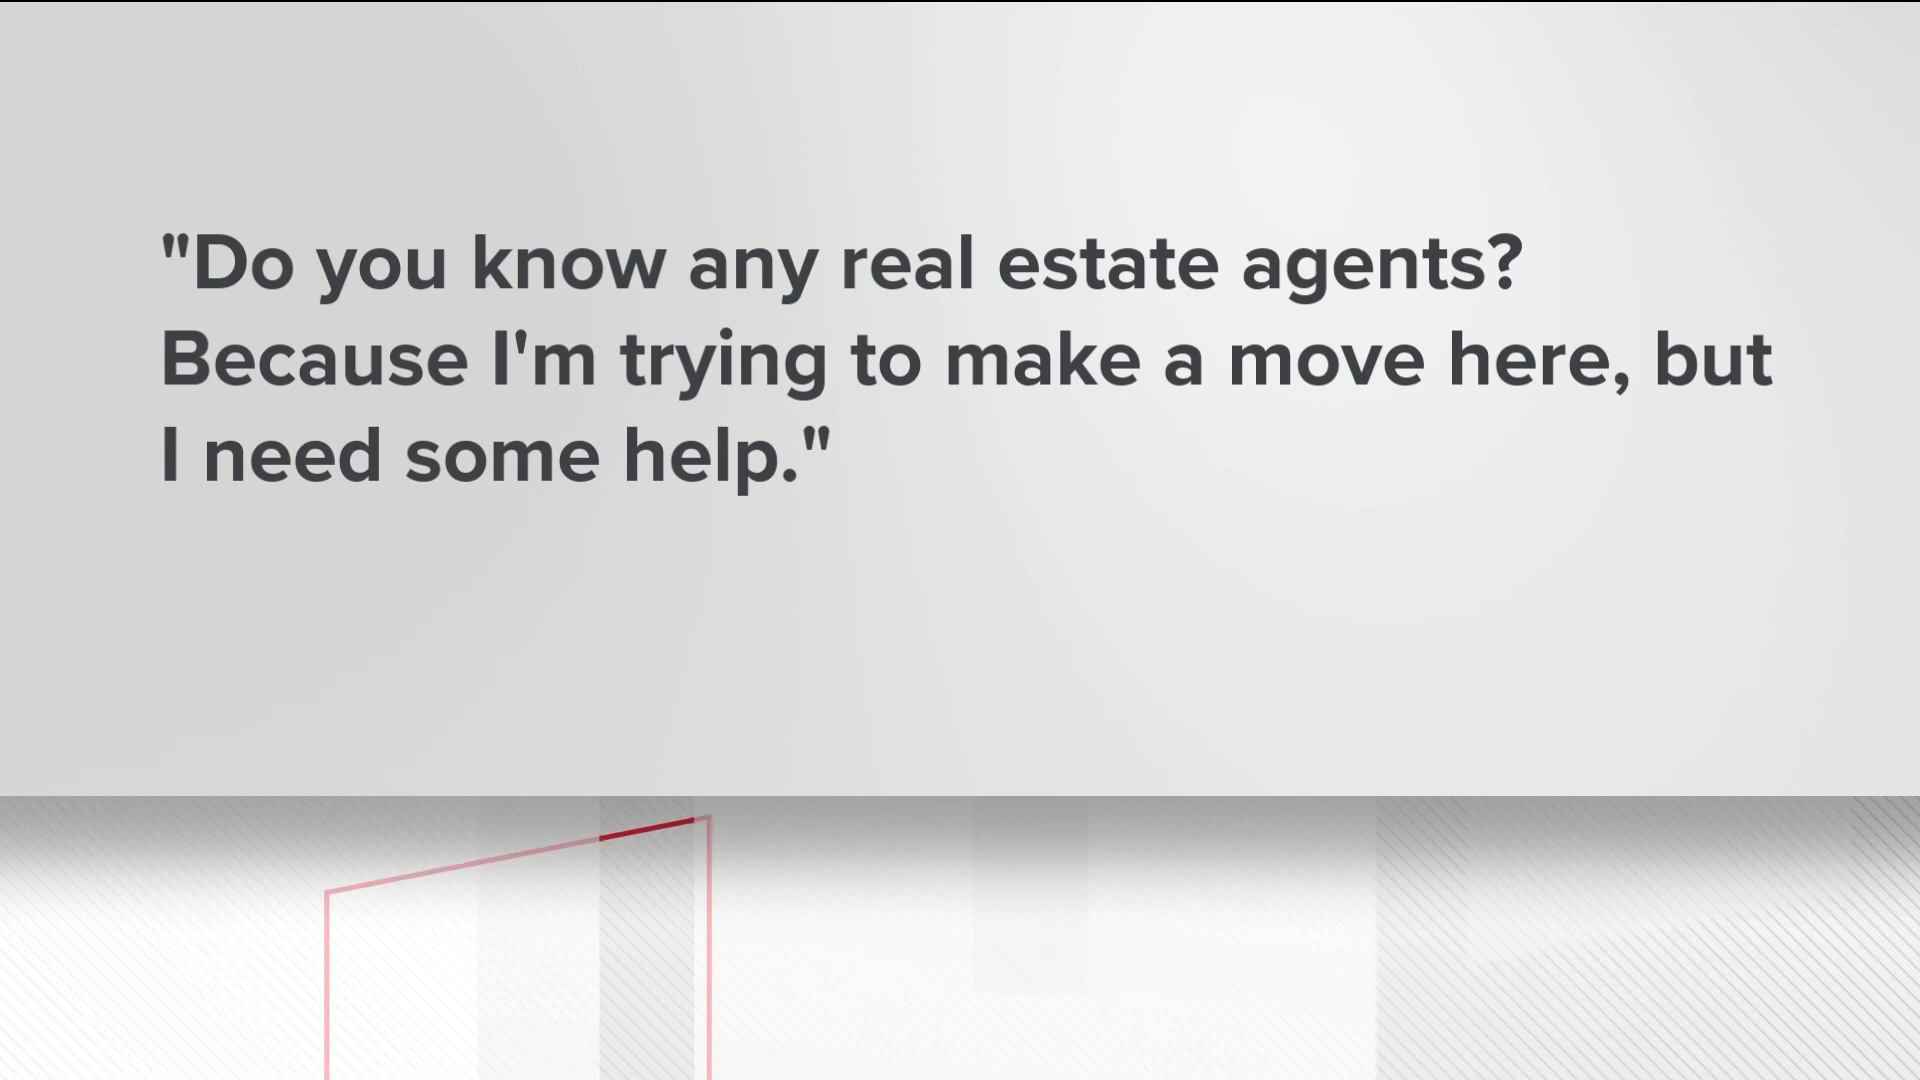 "Do you know any real estate agents?
Because I'm trying to make a move here, but
I need some help."